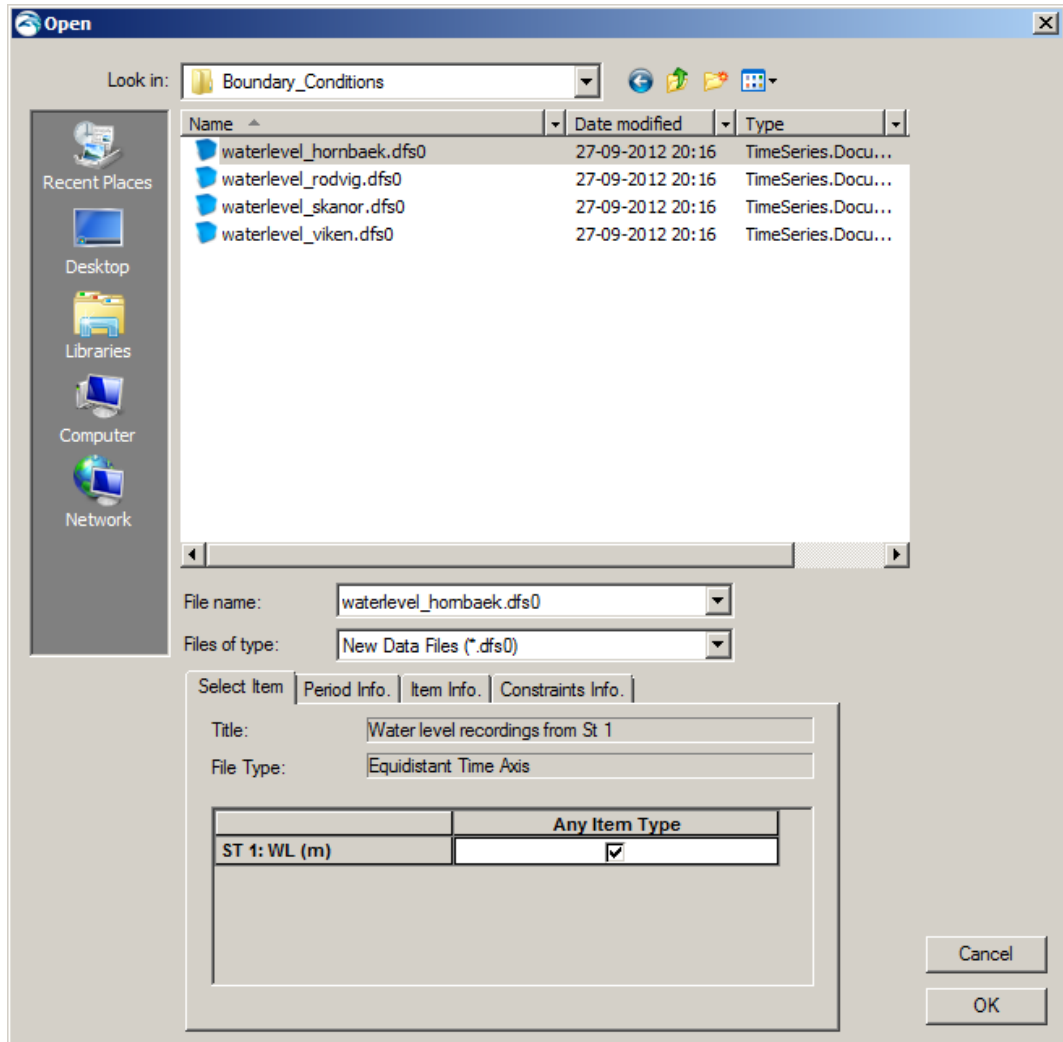 Open
Look in: Boundary_Conditions
Name Date modified Type
waterlevel_hornbaek.dfs0 27-09-2012 20:16 TimeSeries.Docu...
waterlevel_rodvig.dfs0 27-09-2012 20:16 TimeSeries.Docu...
waterlevel_skanor.dfs0 27-09-2012 20:16 TimeSeries.Docu...
waterlevel_viken.dfs0 27-09-2012 20:16 TimeSeries.Docu...
Recent Places
Desktop
Libraries
Computer
Network
File name: waterlevel_hornbaek.dfs0
Files of type: New Data Files (*.dfs0)
Select Item Period Info. Item Info. Constraints Info.
Title: Water level recordings from St 1
File Type: Equidistant Time Axis
Any Item Type
ST 1: WL (m)
Cancel
OK